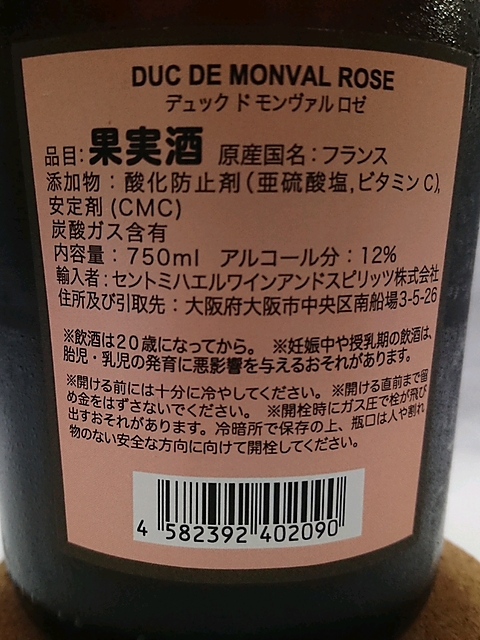 DUC DE MONVAL ROSE
デュック ド モンヴァル ロゼ
品目：果実酒 原産国名：フランス
添加物：酸化防止剤（亜硫酸塩,ビタミンC),
安定剤 (CMC)
炭酸ガス含有
内容量：750ml アルコール分：12%
輸入者：セントミハエルワインアンドスピリッツ株式会社
住所及び引取先：大阪府大阪市中央区南船場3-5-26
※飲酒は20歳になってから。 ※妊娠中や授乳期の飲酒は、
胎児・乳児の発育に悪影響を与えるおそれがあります。
※開ける前には十分に冷やしてください。※開ける直前まで留
め金をはずさないでください。 ※開栓時にガス圧で栓が飛び
出すおそれがあります。冷暗所で保存の上、瓶口は人や割れ
物のない安全な方向に向けて開栓してください。
4 582392 402090